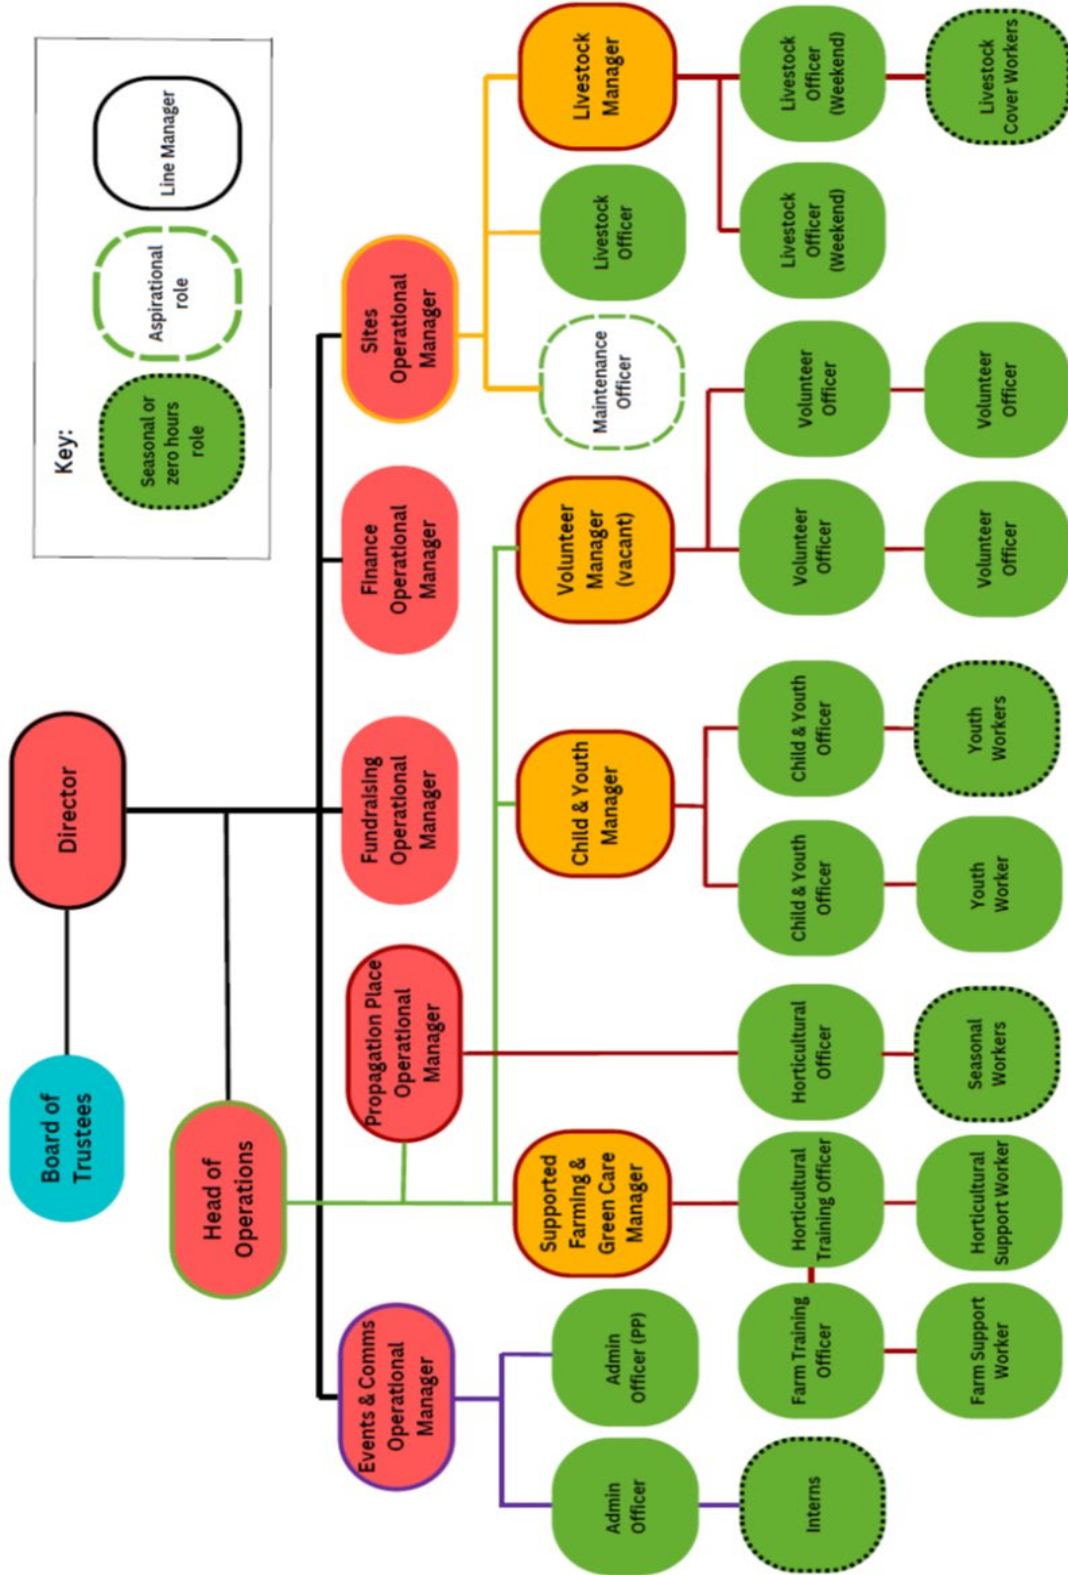 Key:
Seasonal or
zero hours
role
Aspirational
role
Line Manager
Board of
Trustees
Director
Head of
Operations
Events & Comms
Operational
Manager
Propagation Place
Operational
Manager
Fundraising
Operational
Manager
Finance
Operational
Manager
Sites
Operational
Manager
Admin
Officer
Admin
Officer (PP)
Supported
Farming &
Green Care
Manager
Child & Youth
Manager
Volunteer
Manager
(vacant)
Maintenance
Officer
Livestock
Officer
Livestock
Manager
Interns
Farm Training
Officer
Horticultural
Training Officer
Horticultural
Officer
Child & Youth
Officer
Child & Youth
Officer
Volunteer
Officer
Volunteer
Officer
Livestock
Officer
(Weekend)
Livestock
Officer
(Weekend)
Farm Support
Worker
Horticultural
Support Worker
Seasonal
Workers
Youth
Worker
Youth
Workers
Volunteer
Officer
Volunteer
Officer
Livestock
Cover Workers